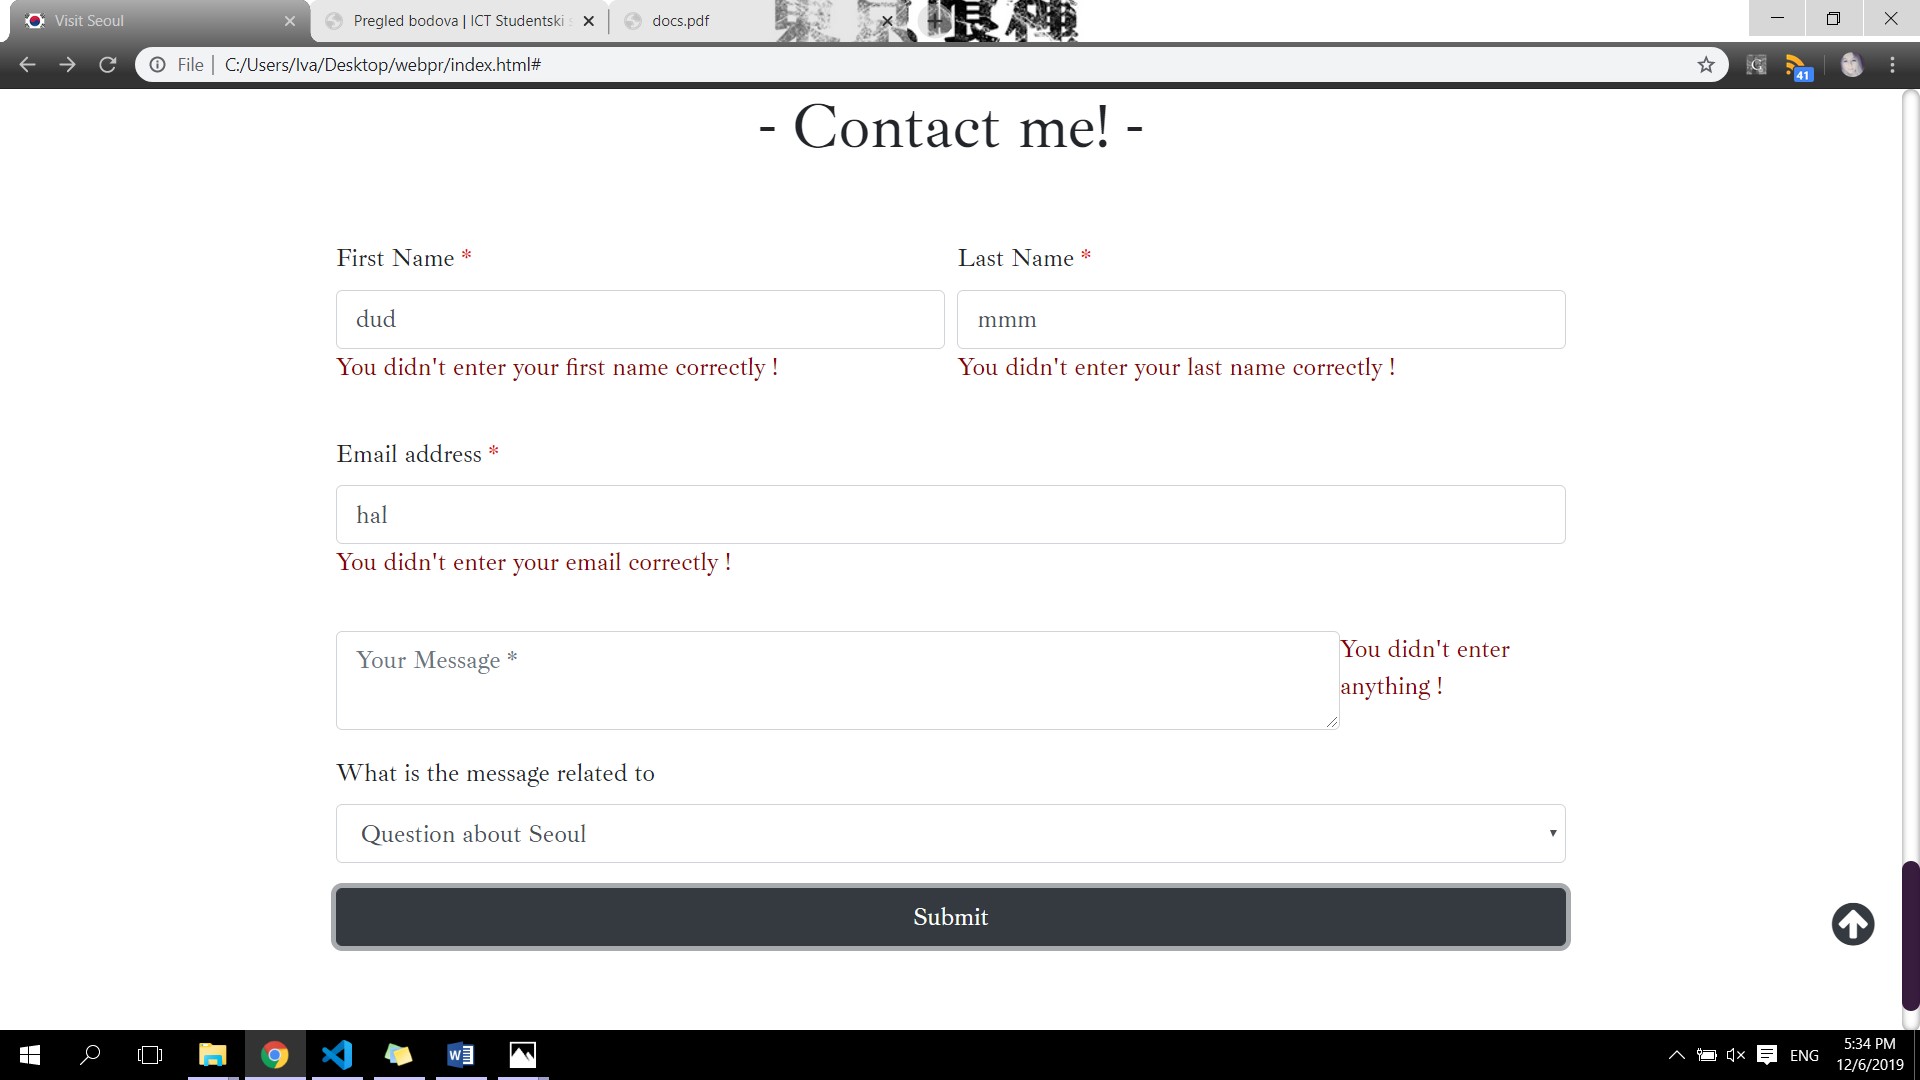 Visit Seoul
Pregled bodova | ICT Studentski
docs.pdf
File
C:/Users/Iva/Desktop/webpr/index.html#
41
- Contact me! -
First Name *
Last Name *
dud
mmm
You didn't enter your first name correctly !
You didn't enter your last name correctly !
Email address *
hal
You didn't enter your email correctly !
Your Message *
You didn't enter
anything !
What is the message related to
Question about Seoul
Submit
ENG
5:34 PM
12/6/2019